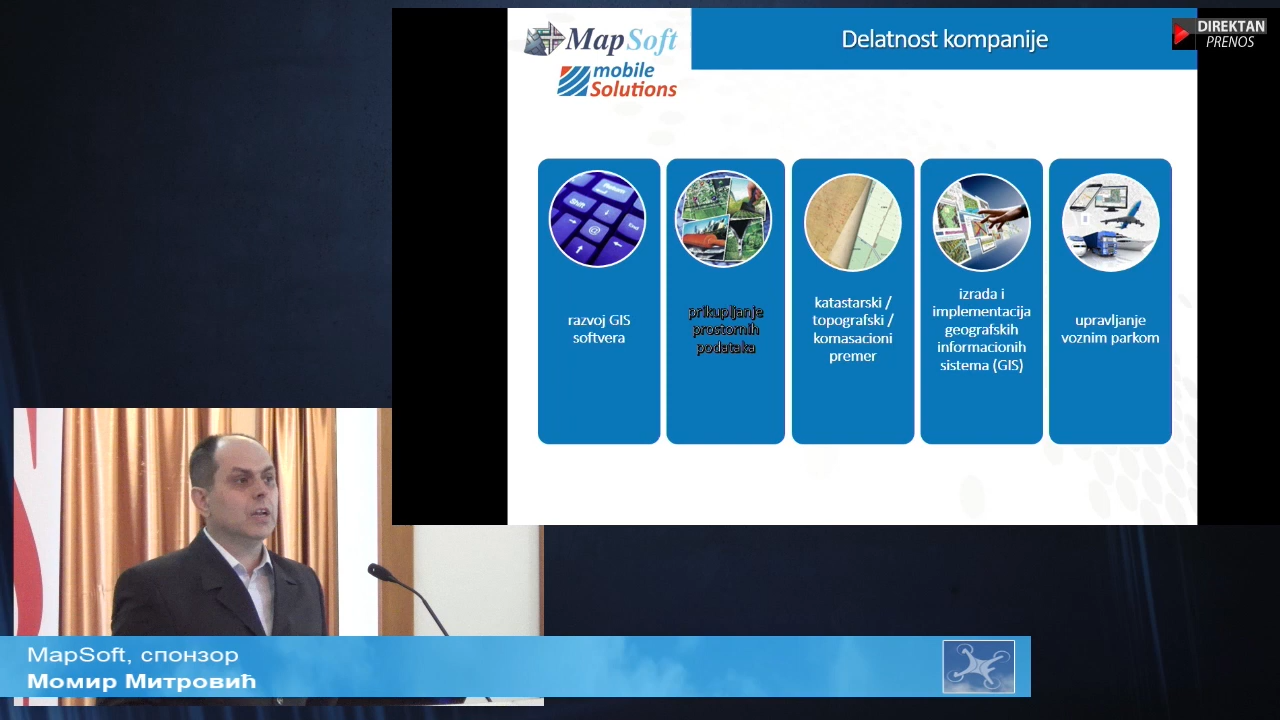 MapSoft
mobile
Solutions
Delatnost kompanije
DIREKTAN
PRENOS
razvoj GIS
softvera
prikupljanje
prostornih
podataka
katastarski /
topografski /
komasacioni
premer
izrada i
implementacija
geografskih
informacionih
sistema (GIS)
upravljanje
voznim parkom
MapSoft, спонзор
Момир Митровић